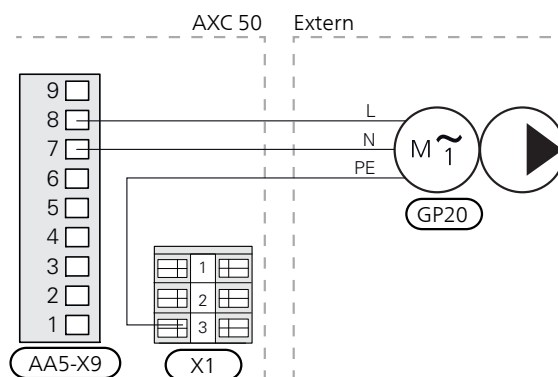 AXC 50 Extern
9
8 L
7 N
PE
6
5
4
3
2
1
M ~ 1
GP20
1
2
3
AA5-X9 X1